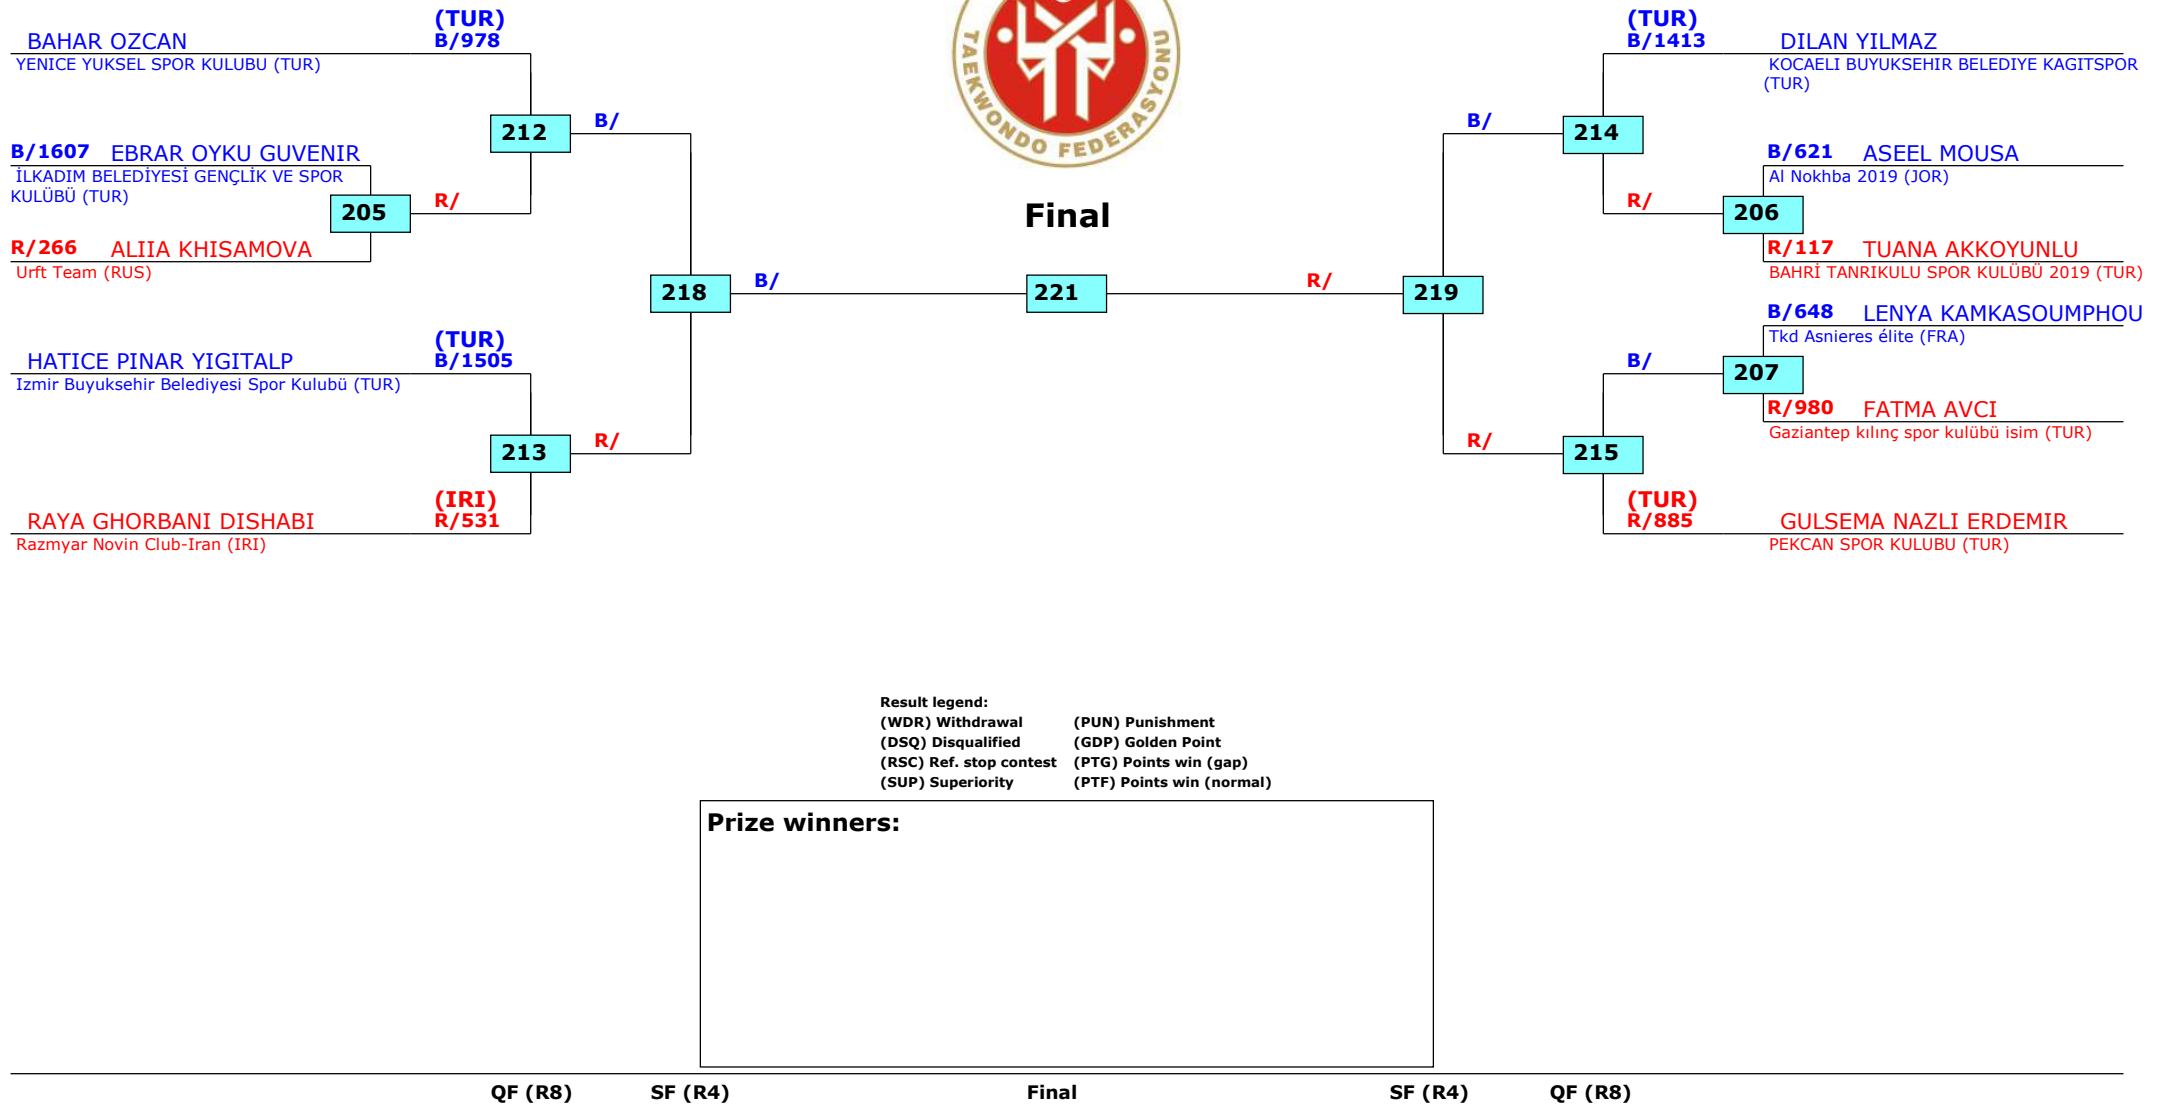 TAEKWONDO FEDERASYONU
(TUR)
BAHAR OZCAN B/978
YENICE YUKSEL SPOR KULUBU (TUR)
212
B/
B/1607 EBRAR OYKU GUVENIR
İLKADIM BELEDİYESİ GENÇLİK VE SPOR
KULÜBÜ (TUR)
205
R/
R/266 ALIIA KHISAMOVA
Urft Team (RUS)
218
B/
(TUR)
HATICE PINAR YIGITALP B/1505
Izmir Buyuksehir Belediyesi Spor Kulubü (TUR)
213
R/
(IRI)
RAYA GHORBANI DISHABI R/531
Razmyar Novin Club-Iran (IRI)
Final
221
R/
219
(TUR)
B/1413 DILAN YILMAZ
KOCAELI BUYUKSEHIR BELEDIYE KAGITSPOR
(TUR)
B/
214
B/621 ASEEL MOUSA
Al Nokhba 2019 (JOR)
R/
206
R/117 TUANA AKKOYUNLU
BAHRİ TANRIKULU SPOR KULÜBÜ 2019 (TUR)
B/648 LENYA KAMKASOUMPHOU
Tkd Asnieres élite (FRA)
B/
207
R/980 FATMA AVCI
Gaziantep kılınç spor kulübü isim (TUR)
R/
215
(TUR)
R/885 GULSEMA NAZLI ERDEMIR
PEKCAN SPOR KULUBU (TUR)
Result legend:
(WDR) Withdrawal (PUN) Punishment
(DSQ) Disqualified (GDP) Golden Point
(RSC) Ref. stop contest (PTG) Points win (gap)
(SUP) Superiority (PTF) Points win (normal)
Prize winners:
QF (R8) SF (R4) Final SF (R4) QF (R8)